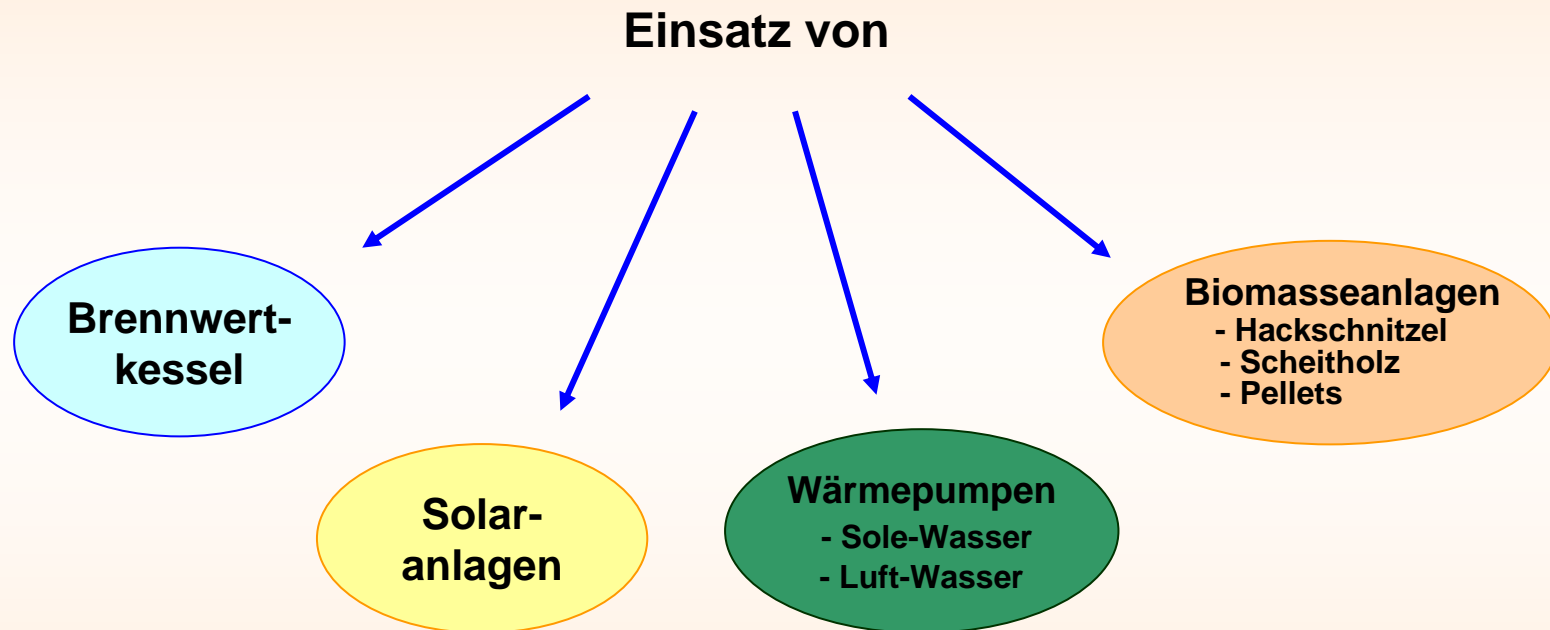 Einsatz von
Brennwert-
kessel
Solar-
anlagen
Wärmepumpen
- Sole-Wasser
- Luft-Wasser
Biomasseanlagen
- Hackschnitzel
- Scheitholz
- Pellets